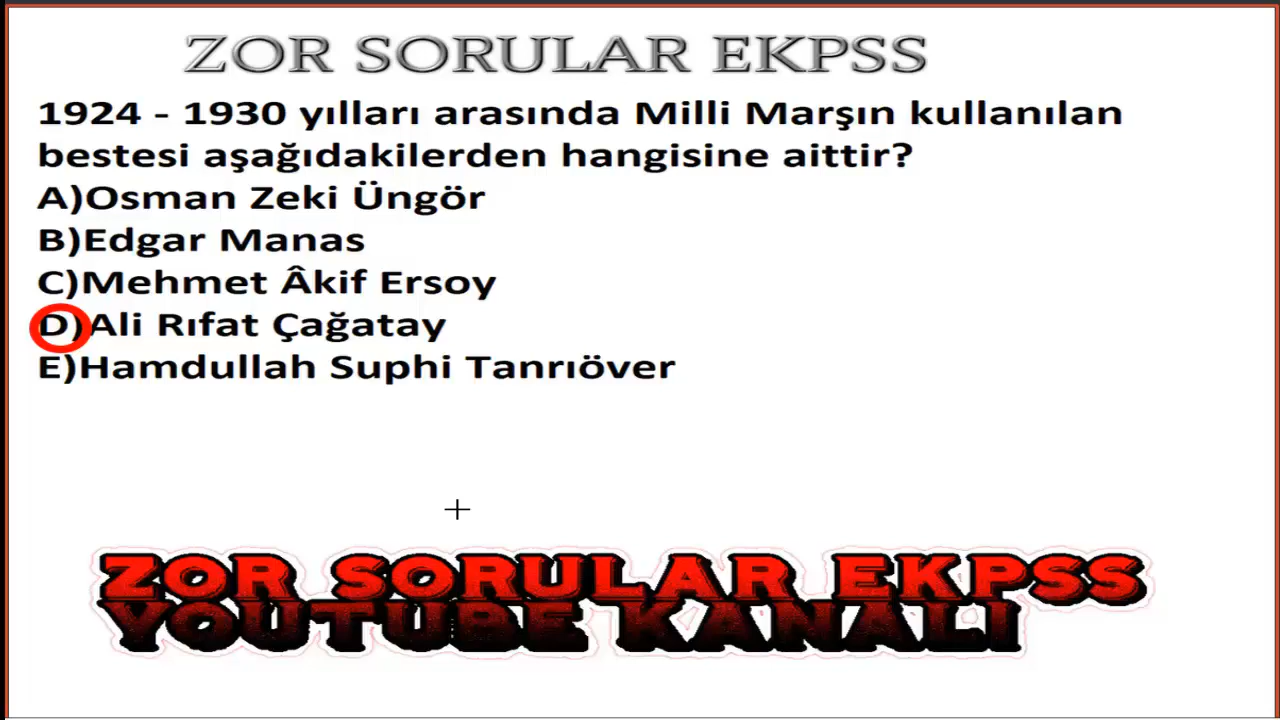 ZOR SORULAR EKPSS
1924 - 1930 yılları arasında Milli Marşın kullanılan
bestesi aşağıdakilerden hangisine aittir?
A)Osman Zeki Üngör
B)Edgar Manas
C)Mehmet Âkif Ersoy
D)Ali Rıfat Çağatay
E)Hamdullah Suphi Tanrıöver
ZOR SORULAR EKPSS
YOUTUBE KANALI